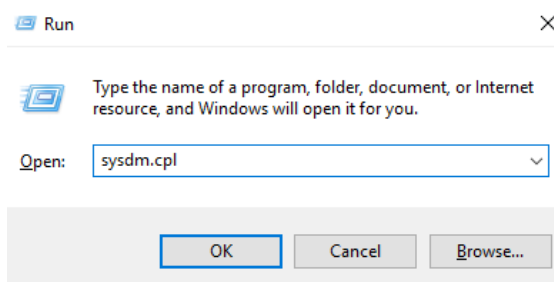 Run
Type the name of a program, folder, document, or Internet
resource, and Windows will open it for you.
Open: sysdm.cpl
OK Cancel Browse...